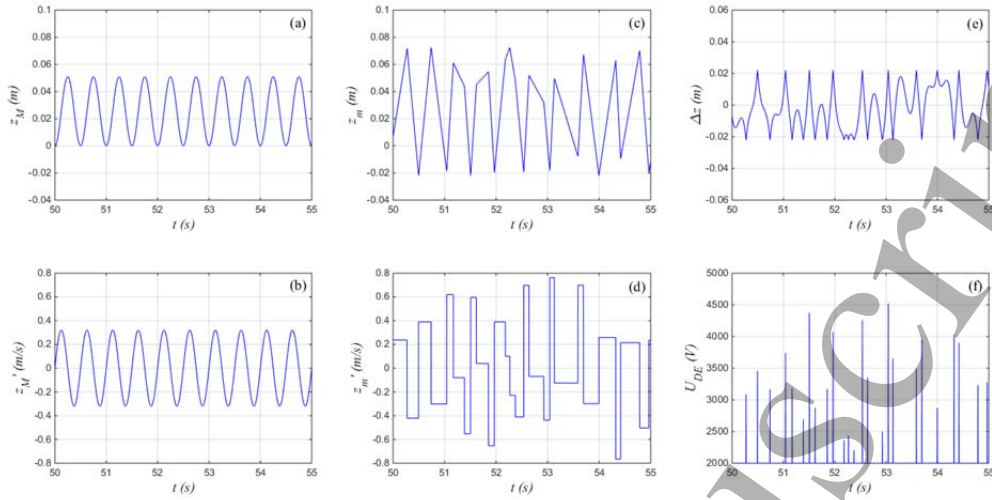 (a)
0.1
0.08
0.06
0.04
0.02
0
-0.02
-0.04
z_M (m)
50 51 52 53 54 55
t (s)
(c)
0.1
0.08
0.06
0.04
0.02
0
-0.02
-0.04
z_m (m)
50 51 52 53 54 55
t (s)
(e)
0.06
0.04
0.02
0
-0.02
-0.04
-0.06
Δz (m)
50 51 52 53 54 55
t (s)
(b)
0.8
0.6
0.4
0.2
0
-0.2
-0.4
-0.6
-0.8
z_M' (m/s)
50 51 52 53 54 55
t (s)
(d)
0.8
0.6
0.4
0.2
0
-0.2
-0.4
-0.6
-0.8
z_m' (m/s)
50 51 52 53 54 55
t (s)
(f)
5000
4500
4000
3500
3000
2500
2000
U_DE (V)
50 51 52 53 54 55
t (s)